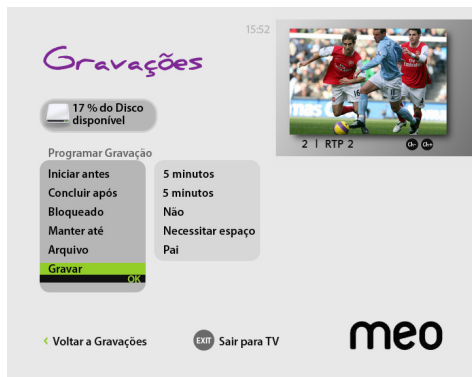 15:52
Gravações
17 % do Disco
disponível
2 | RTP 2
Programar Gravação
Iniciar antes 5 minutos
Concluir após 5 minutos
Bloqueado Não
Manter até Necessitar espaço
Arquivo Pai
Gravar
OK
< Voltar a Gravações
EXIT Sair para TV
meo